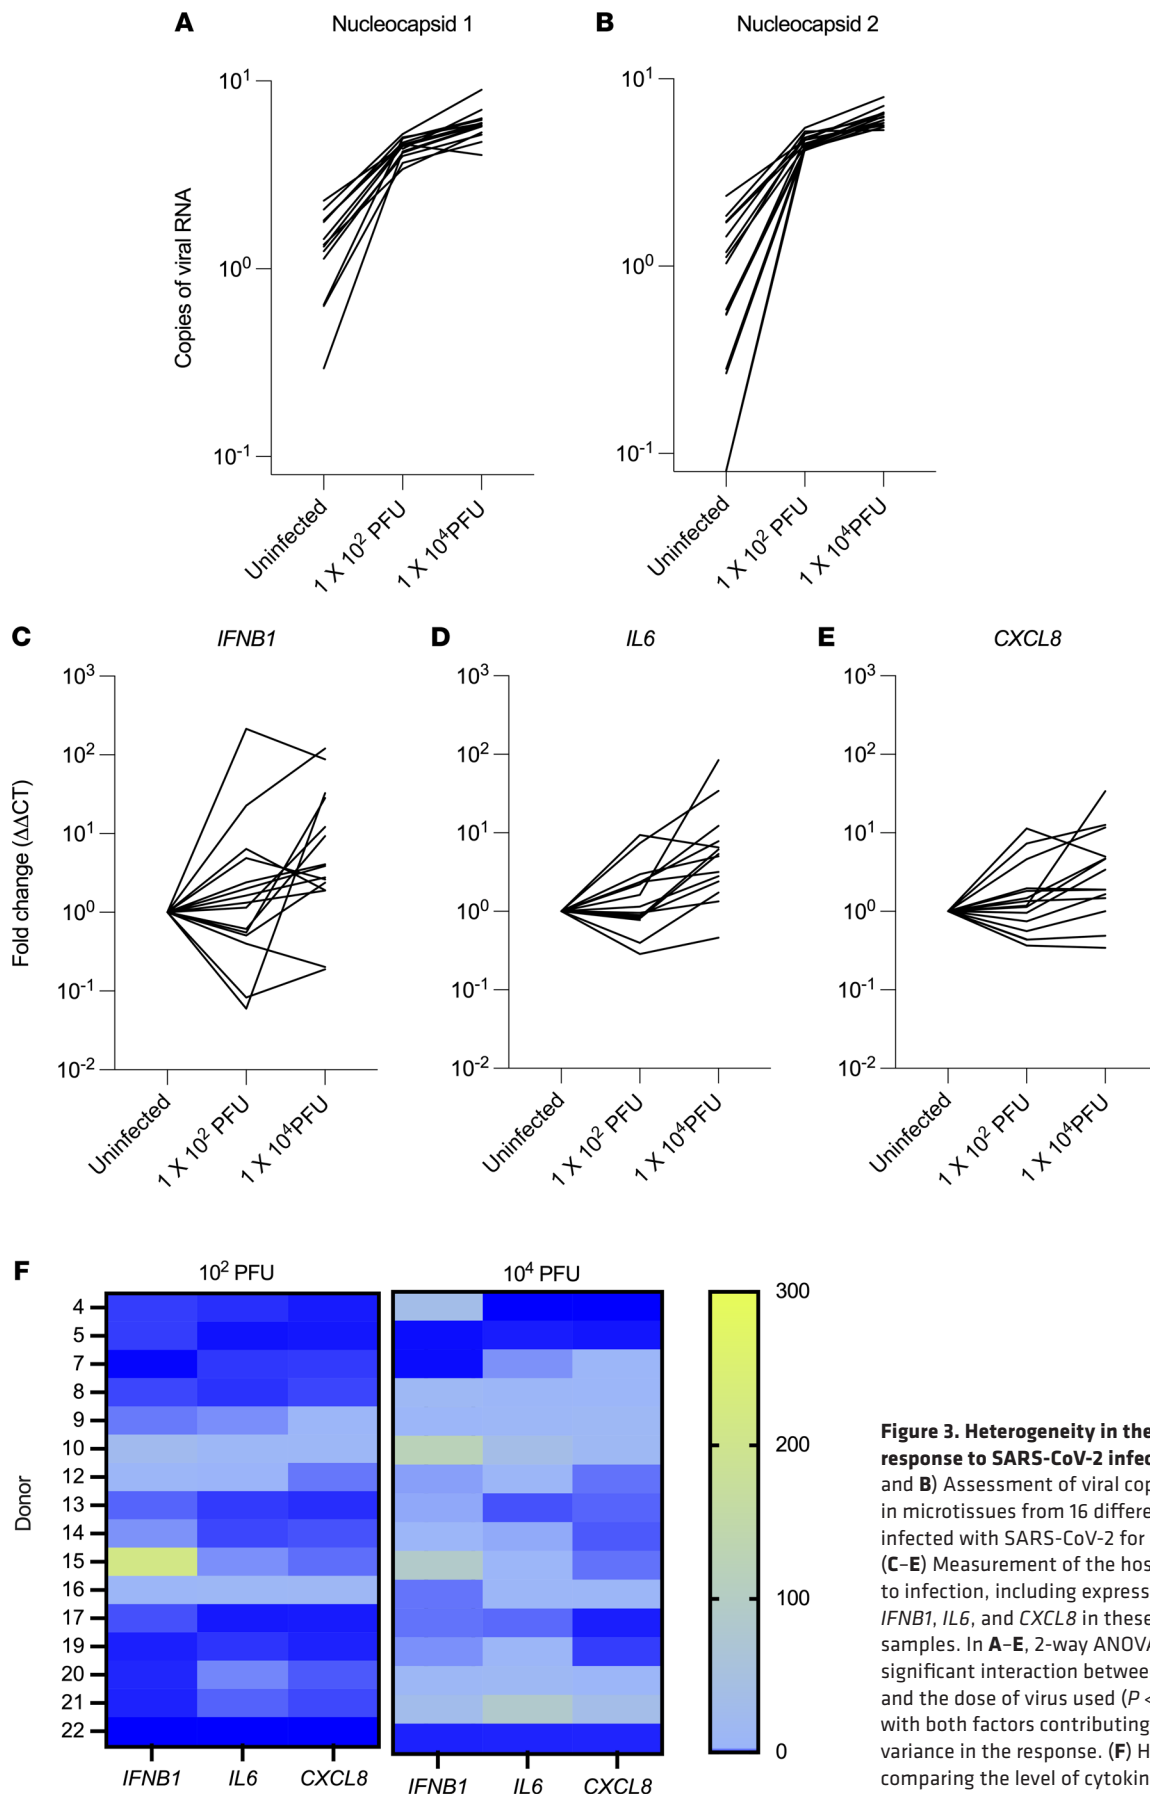 A Nucleocapsid 1
B Nucleocapsid 2
Copies of viral RNA
10¹
10⁰
10⁻¹
Uninfected
1 X 10² PFU
1 X 10⁴PFU
10¹
10⁰
10⁻¹
Uninfected
1 X 10² PFU
1 X 10⁴PFU
C IFNB1
D IL6
E CXCL8
Fold change (ΔΔCT)
10³
10²
10¹
10⁰
10⁻¹
10⁻²
Uninfected
1 X 10² PFU
1 X 10⁴PFU
10³
10²
10¹
10⁰
10⁻¹
10⁻²
Uninfected
1 X 10² PFU
1 X 10⁴PFU
10³
10²
10¹
10⁰
10⁻¹
10⁻²
Uninfected
1 X 10² PFU
1 X 10⁴PFU
F
10² PFU
10⁴ PFU
Donor
4
5
7
8
9
10
12
13
14
15
16
17
19
20
21
22
IFNB1 IL6 CXCL8
IFNB1 IL6 CXCL8
300
200
100
0
Figure 3. Heterogeneity in the
response to SARS-CoV-2 infec
and B) Assessment of viral cop
in microtissues from 16 differe
infected with SARS-CoV-2 for
(C–E) Measurement of the hos
to infection, including express
IFNB1, IL6, and CXCL8 in these
samples. In A–E, 2-way ANOVA
significant interaction between
and the dose of virus used (P <
with both factors contributing
variance in the response. (F) H
comparing the level of cytokin